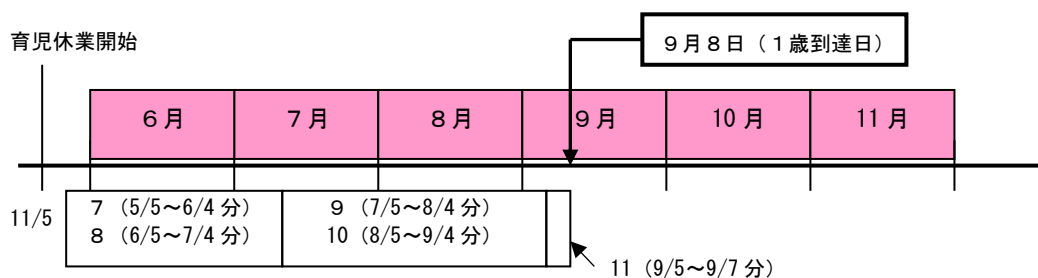 育児休業開始
９月８日（１歳到達日）
６月 ７月 ８月 ９月 10月 11月
11/5
７（5/5～6/4 分） ９（7/5～8/4 分）
８（6/5～7/4 分） 10（8/5～9/4 分）
11（9/5～9/7 分）